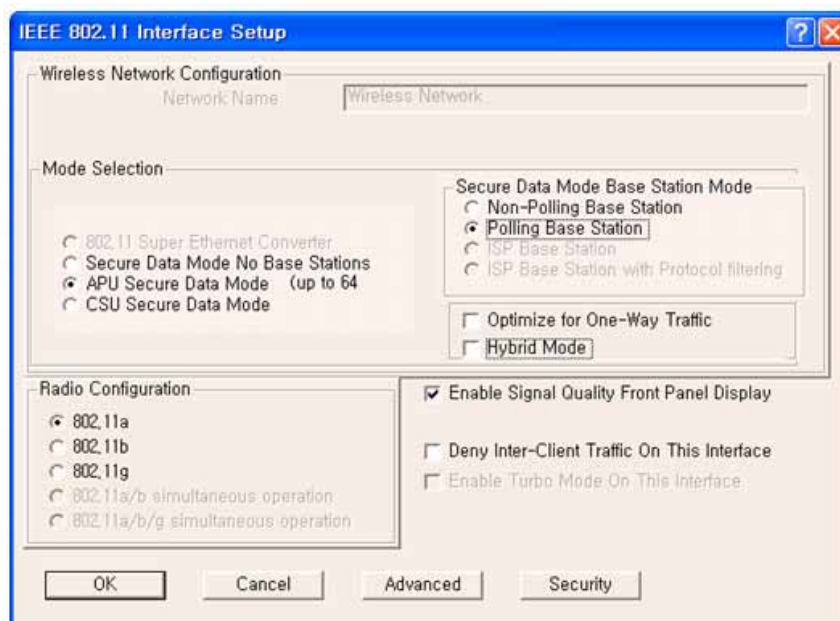 IEEE 802.11 Interface Setup
Wireless Network Configuration
Network Name
Wireless Network
Mode Selection
802.11 Super Ethernet Converter
Secure Data Mode No Base Stations
APU Secure Data Mode (up to 64
CSU Secure Data Mode
Secure Data Mode Base Station Mode
Non-Polling Base Station
Polling Base Station
ISP Base Station
ISP Base Station with Protocol filtering
Optimize for One-Way Traffic
Hybrid Mode
Radio Configuration
802.11a
802.11b
802.11g
802.11a/b simultaneous operation
802.11a/b/g simultaneous operation
Enable Signal Quality Front Panel Display
Deny Inter-Client Traffic On This Interface
Enable Turbo Mode On This Interface
OK
Cancel
Advanced
Security